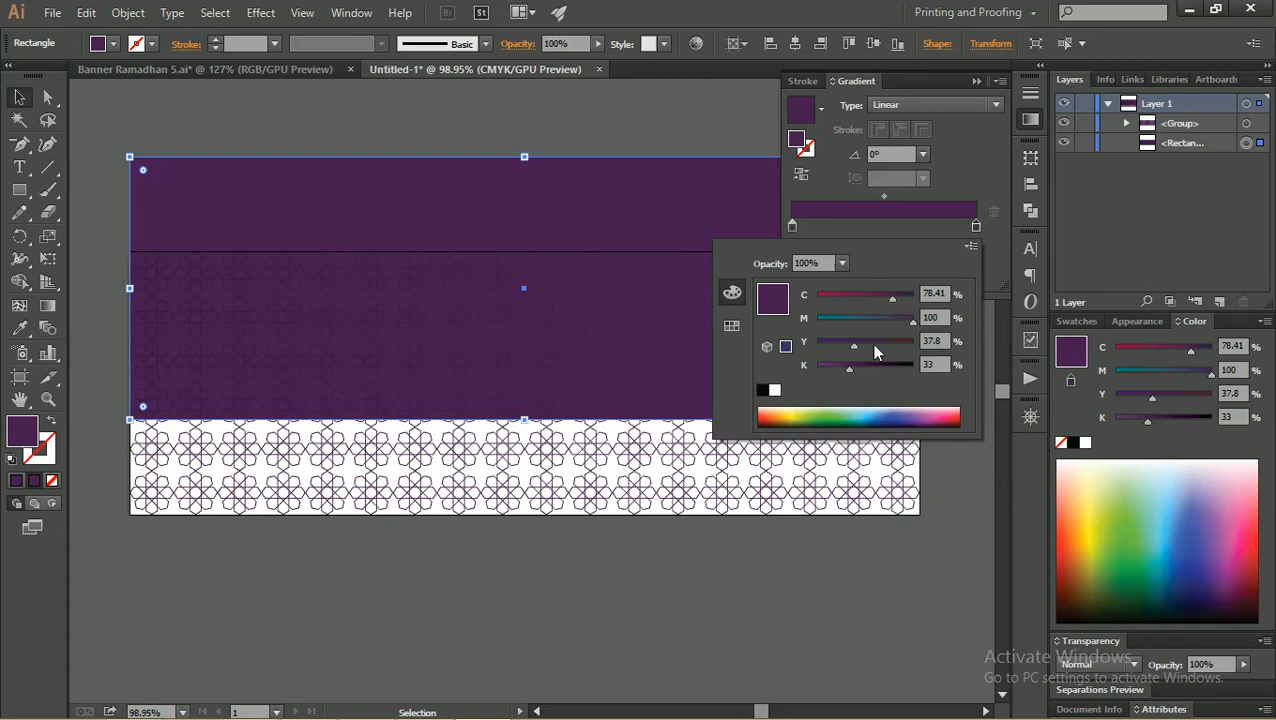 Ai File Edit Object Type Select Effect View Window Help Br St Printing and Proofing
Rectangle Stroke: Basic Opacity: 100% Style: Shape: Transform
Banner Ramadhan 5.ai* @ 127% (RGB/GPU Preview) × Untitled-1* @ 98.95% (CMYK/GPU Preview) ×
Stroke Gradient
Type: Linear
Stroke:
0°
Opacity: 100%
C 78.41 %
M 100 %
Y 37.8 %
K 33 %
Layers Info Links Libraries Artboards
Layer 1
<Group>
<Rectan...
1 Layer
Swatches Appearance Color
C 78.41 %
M 100 %
Y 37.8 %
K 33 %
Transparency
Normal Opacity: 100%
Separations Preview
Document Info Attributes
Activate Windows
Go to PC settings to activate Windows.
98.95% 1 Selection